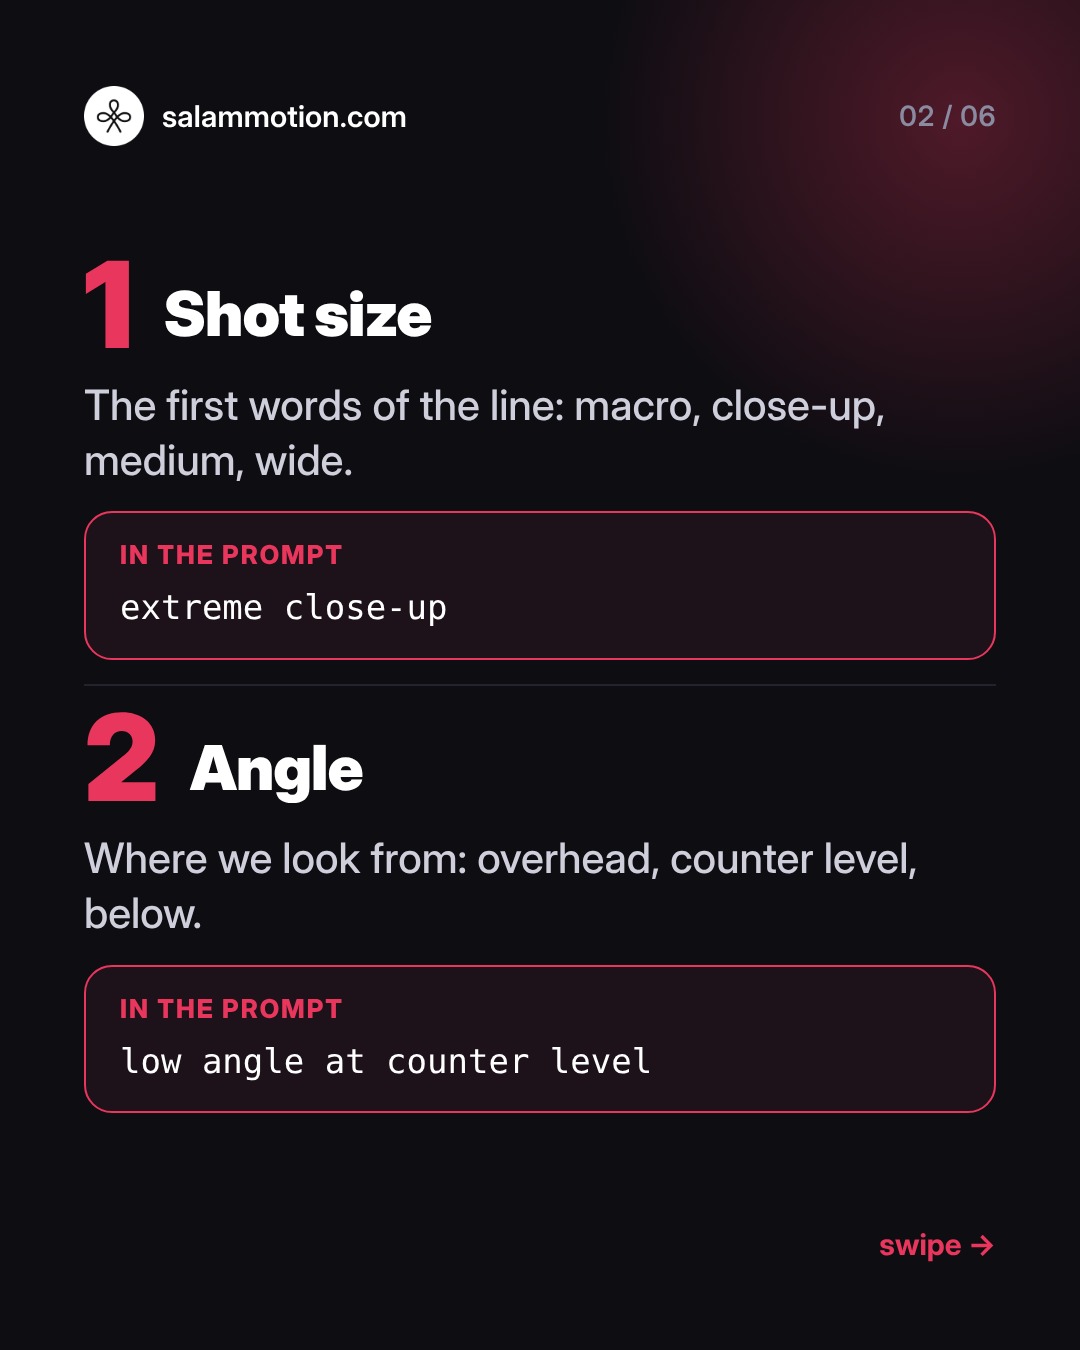 salammotion.com
02 / 06
1 Shot size
The first words of the line: macro, close-up,
medium, wide.
IN THE PROMPT
extreme close-up
2 Angle
Where we look from: overhead, counter level,
below.
IN THE PROMPT
low angle at counter level
swipe →